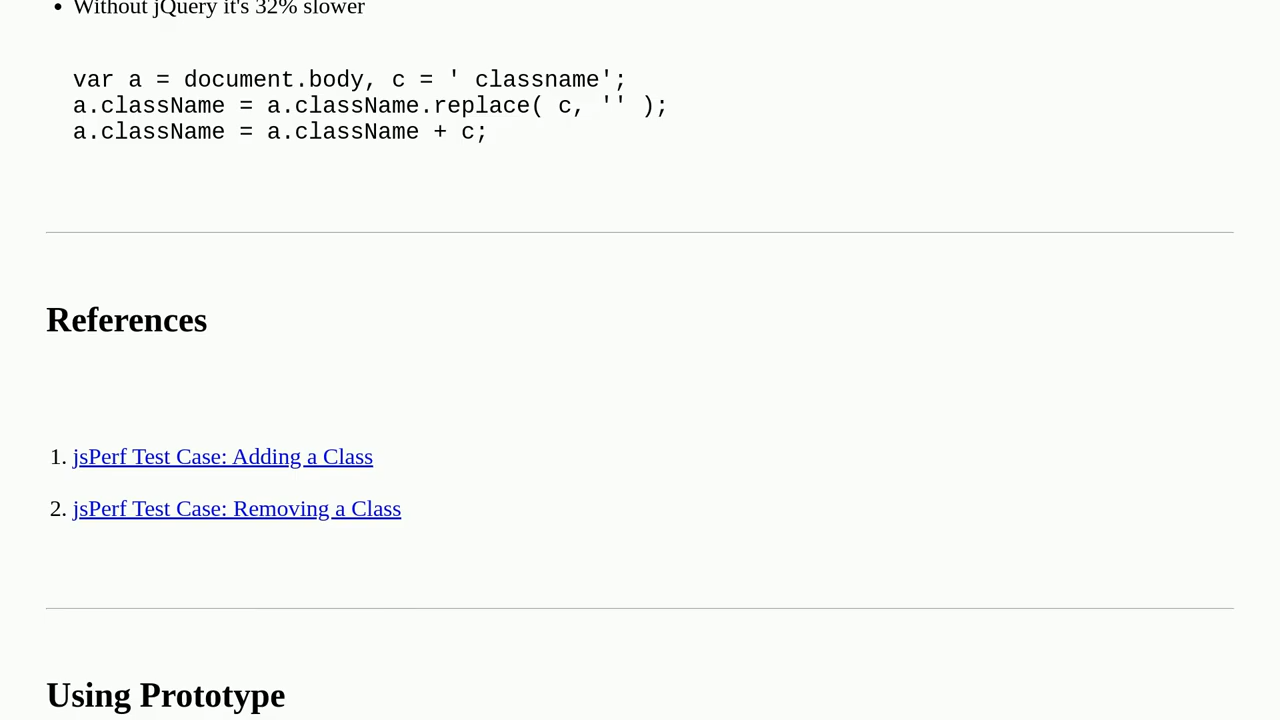 • Without jQuery it's 32% slower
var a = document.body, c = ' classname';
a.className = a.className.replace( c, '' );
a.className = a.className + c;
References
1. jsPerf Test Case: Adding a Class
2. jsPerf Test Case: Removing a Class
Using Prototype